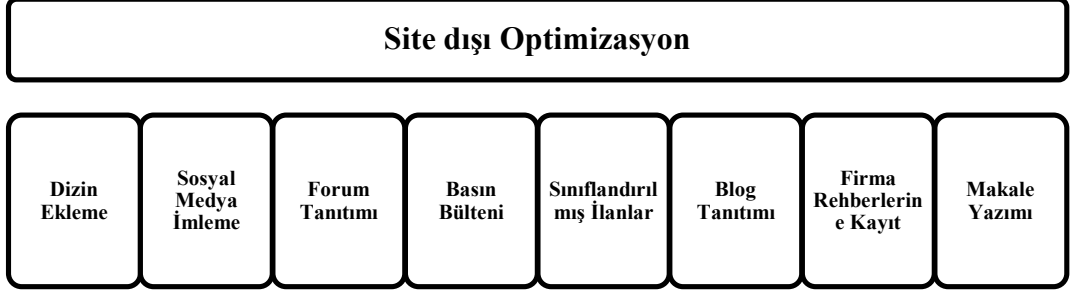 Site dışı Optimizasyon
Dizin
Ekleme
Sosyal
Medya
İmleme
Forum
Tanıtımı
Basın
Bülteni
Sınıflandırıl
mış İlanlar
Blog
Tanıtımı
Firma
Rehberlerin
e Kayıt
Makale
Yazımı